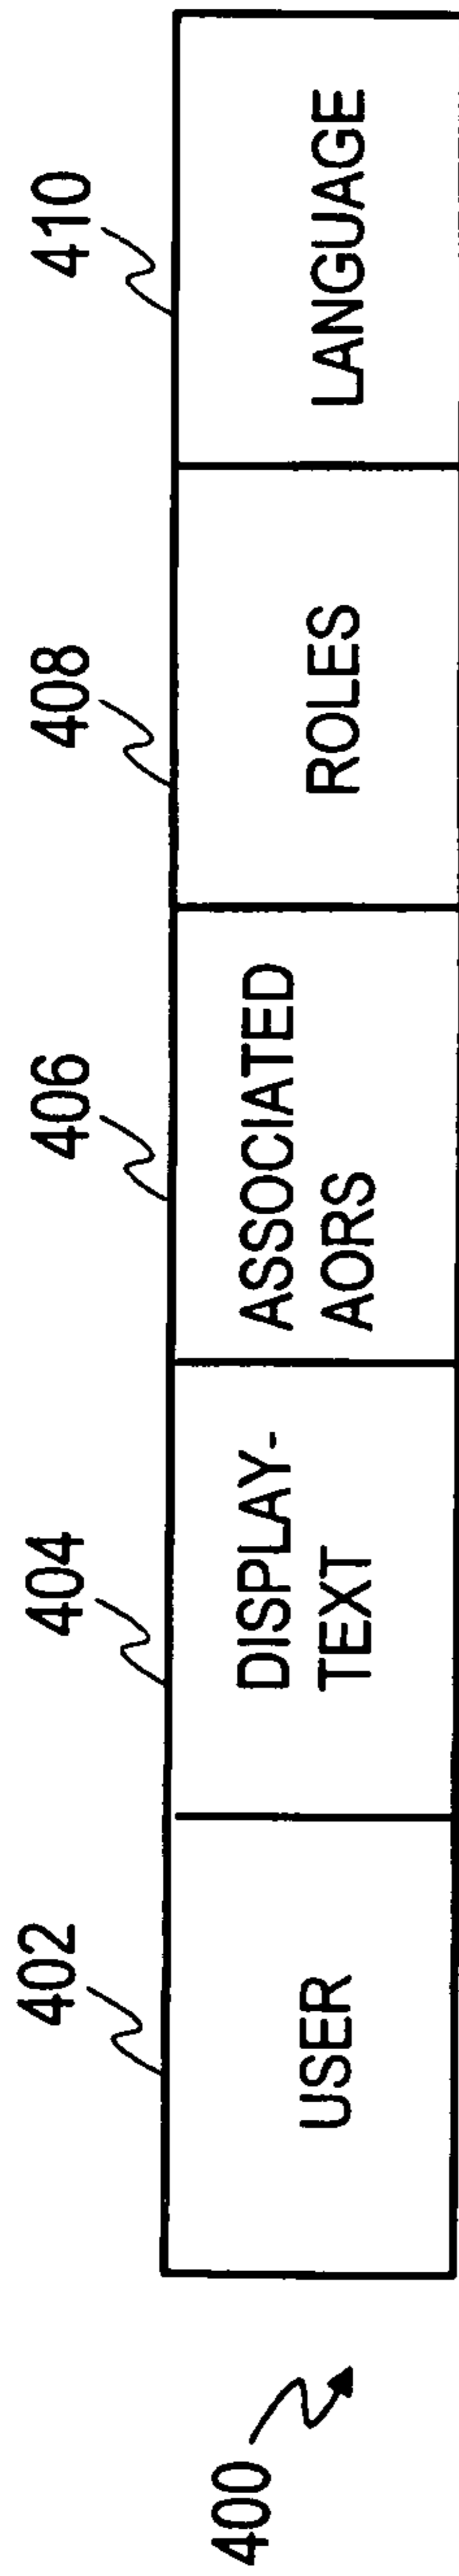 400
402
404
406
408
410
USER
DISPLAY-
TEXT
ASSOCIATED
AORS
ROLES
LANGUAGE